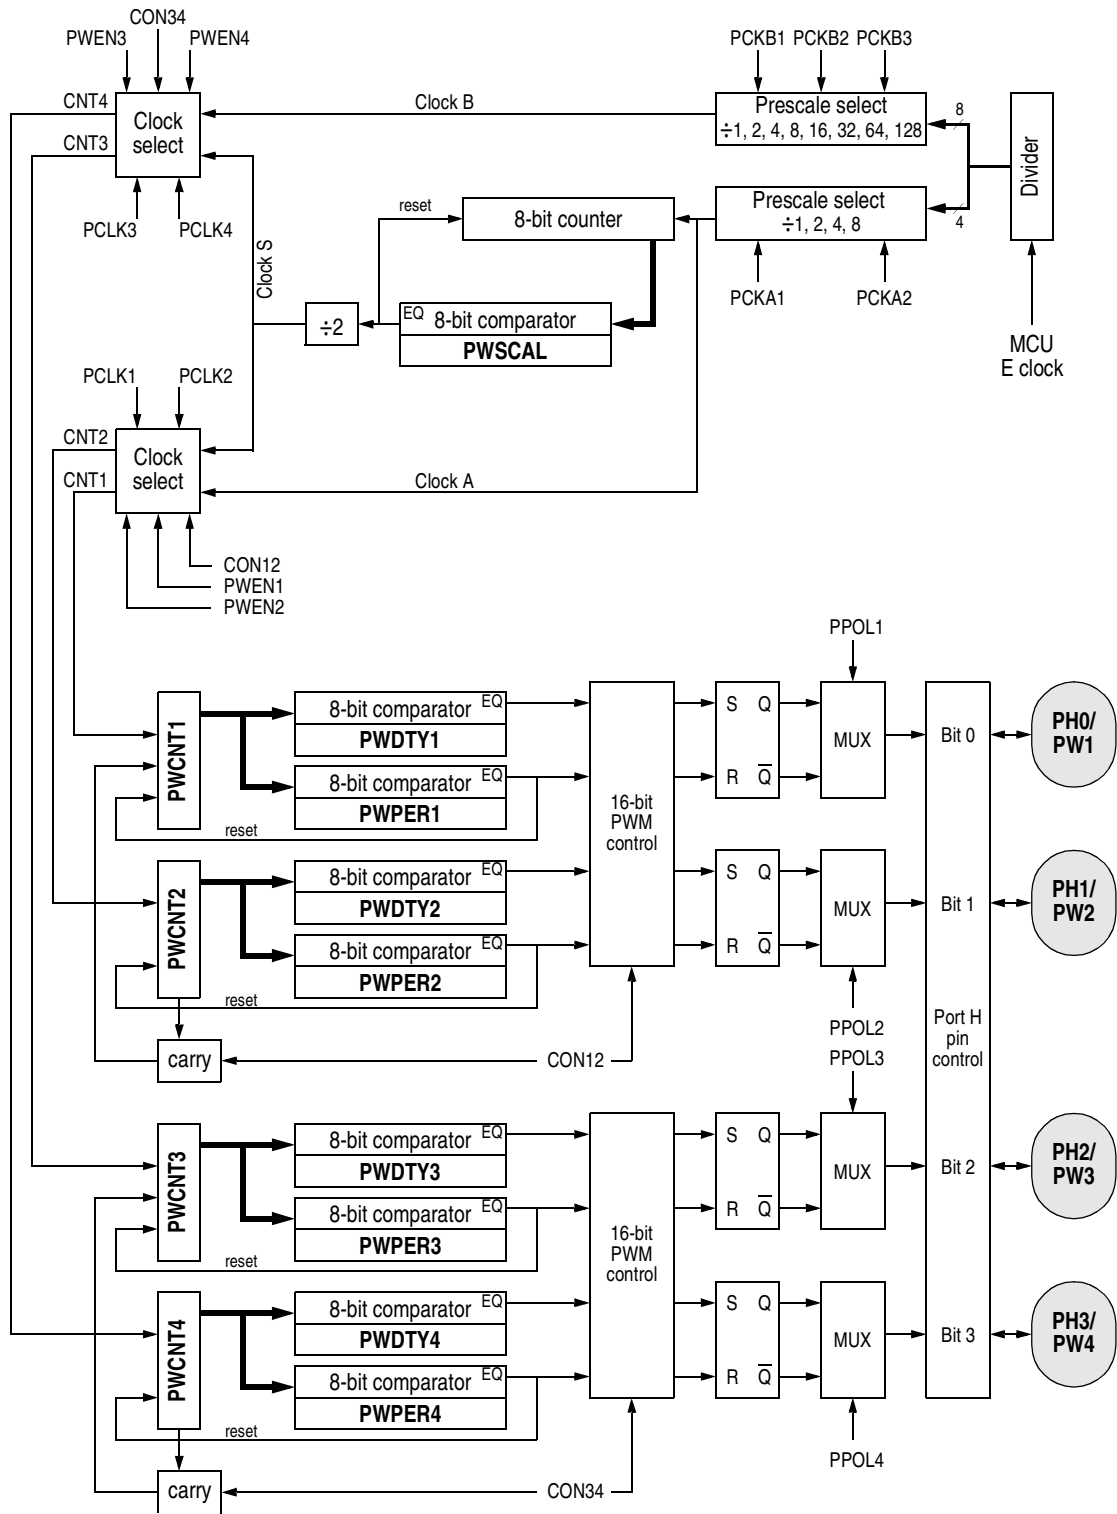 CON34
PWEN3
PWEN4
PCKB1
PCKB2
PCKB3
CNT4
Clock select
Clock B
Prescale select
÷1, 2, 4, 8, 16, 32, 64, 128
8
Divider
CNT3
PCLK3
PCLK4
reset
8-bit counter
Prescale select
÷1, 2, 4, 8
4
Clock S
PCKA1
PCKA2
÷2
EQ
8-bit comparator
PWSCAL
MCU
E clock
PCLK1
PCLK2
CNT2
Clock
select
CNT1
Clock A
CON12
PWEN1
PWEN2
PPOL1
PWCNT1
8-bit comparator
EQ
PWDTY1
8-bit comparator
EQ
PWPER1
reset
16-bit
PWM
control
S Q
R Q̅
MUX
Bit 0
PH0/
PW1
PWCNT2
8-bit comparator
EQ
PWDTY2
8-bit comparator
EQ
PWPER2
reset
S Q
R Q̅
MUX
Bit 1
PH1/
PW2
PPOL2
Port H
pin
control
carry
CON12
PPOL3
PWCNT3
8-bit comparator
EQ
PWDTY3
8-bit comparator
EQ
PWPER3
reset
16-bit
PWM
control
S Q
R Q̅
MUX
Bit 2
PH2/
PW3
PWCNT4
8-bit comparator
EQ
PWDTY4
8-bit comparator
EQ
PWPER4
reset
S Q
R Q̅
MUX
Bit 3
PH3/
PW4
PPOL4
carry
CON34